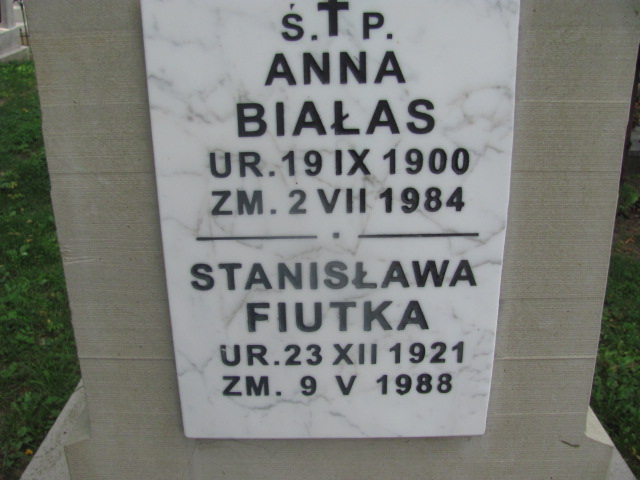 Ś. ✝ P.
ANNA
BIAŁAS
UR. 19 IX 1900
ZM. 2 VII 1984
STANISŁAWA
FIUTKA
UR. 23 XII 1921
ZM. 9 V 1988